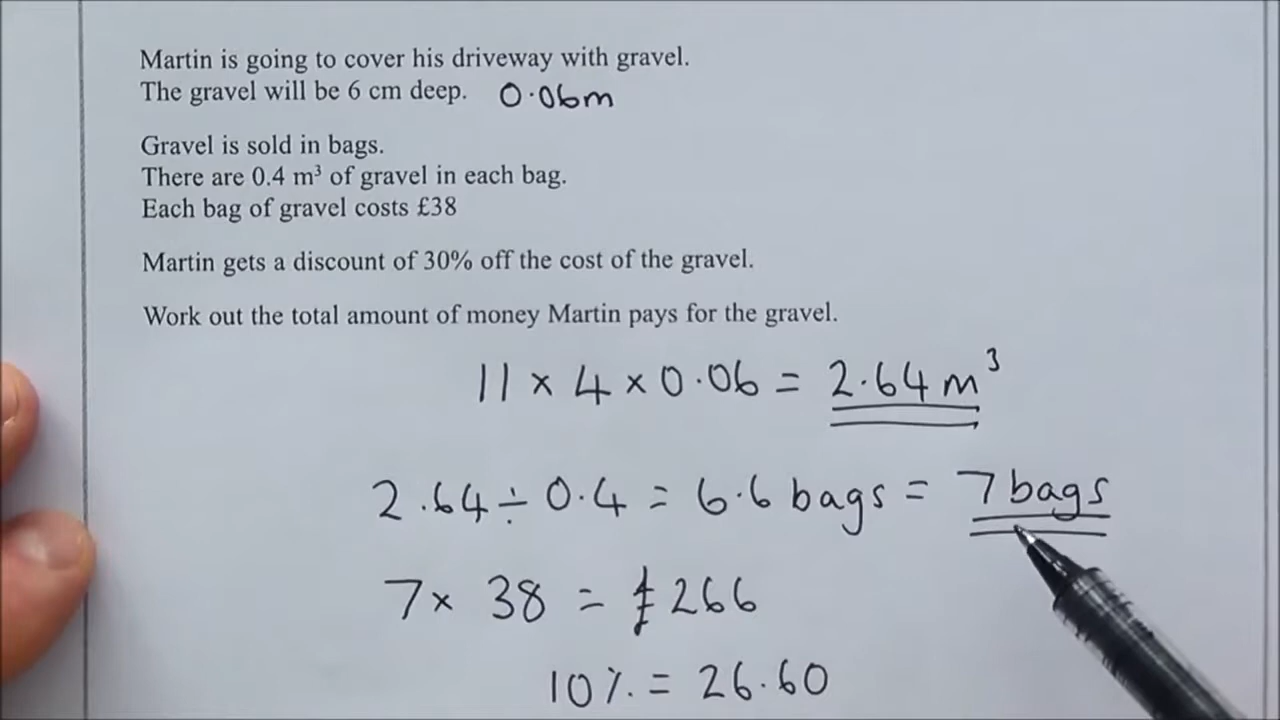 Martin is going to cover his driveway with gravel.
The gravel will be 6 cm deep. 0.06m
Gravel is sold in bags.
There are 0.4 m³ of gravel in each bag.
Each bag of gravel costs £38
Martin gets a discount of 30% off the cost of the gravel.
Work out the total amount of money Martin pays for the gravel.
11 × 4 × 0.06 = 2.64 m³
2.64 ÷ 0.4 = 6.6 bags = 7 bags
7 × 38 = £266
10% = 26.60